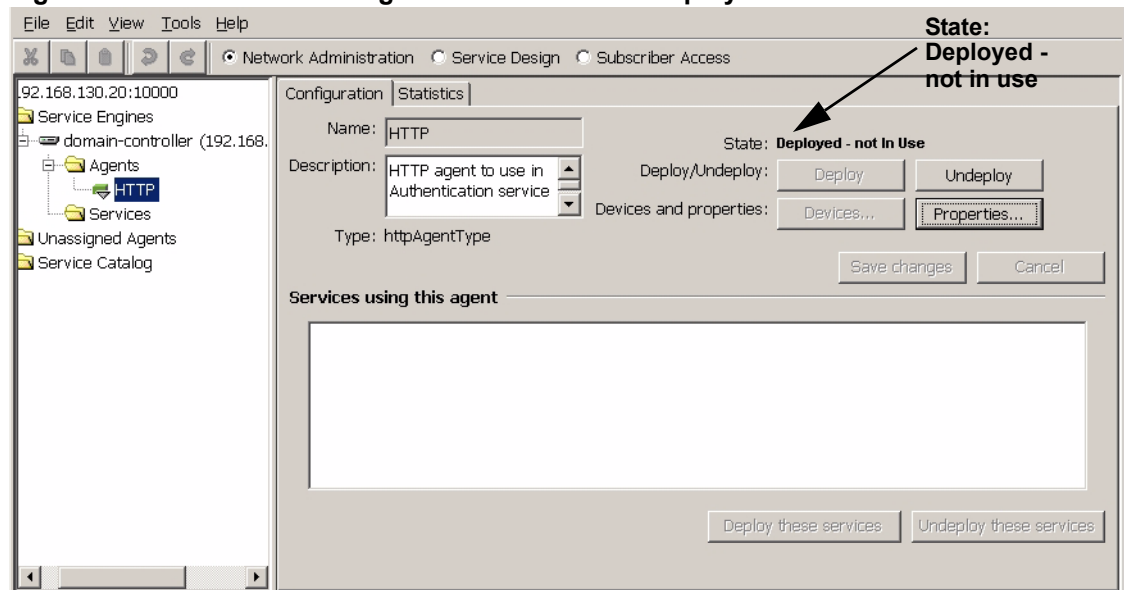 File Edit View Tools Help
State:
Deployed -
not in use
Network Administration Service Design Subscriber Access
.92.168.130.20:10000
Service Engines
domain-controller (192.168.
Agents
HTTP
Services
Unassigned Agents
Service Catalog
Configuration Statistics
Name: HTTP
Description: HTTP agent to use in
Authentication service
Type: httpAgentType
State: Deployed - not In Use
Deploy/Undeploy: Deploy Undeploy
Devices and properties: Devices... Properties...
Save changes Cancel
Services using this agent
Deploy these services Undeploy these services